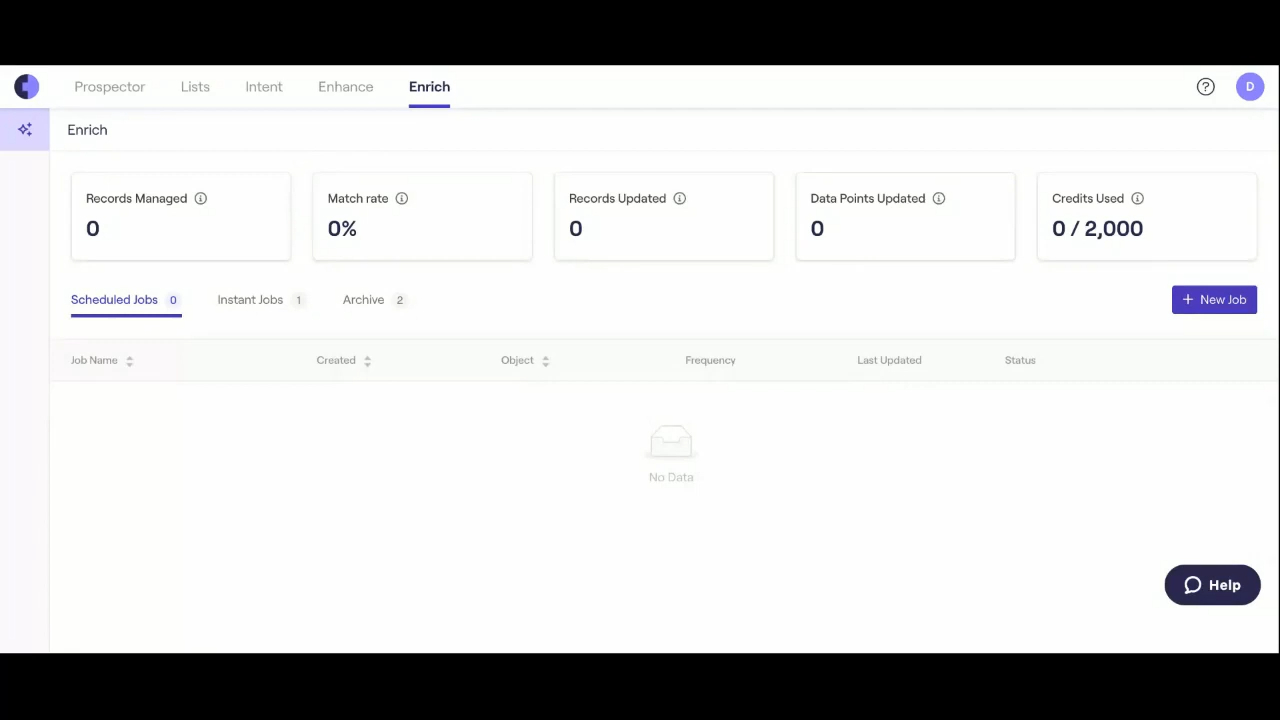 Prospector Lists Intent Enhance Enrich ? D
Enrich
Records Managed Match rate Records Updated Data Points Updated Credits Used
0 0% 0 0 0 / 2,000
Scheduled Jobs 0 Instant Jobs 1 Archive 2 + New Job
Job Name Created Object Frequency Last Updated Status
No Data
Help